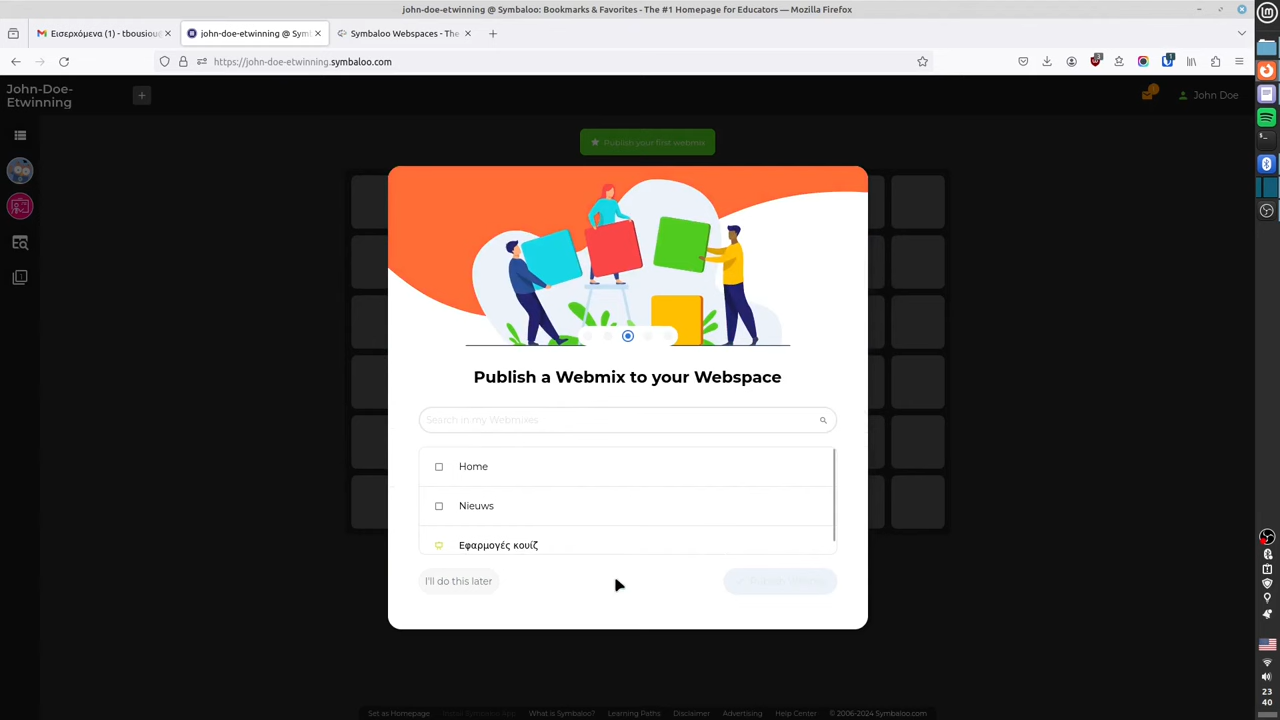 john-doe-etwinning @ Symbaloo: Bookmarks & Favorites - The #1 Homepage for Educators — Mozilla Firefox
Εισερχόμενα (1) - tbousiou
john-doe-etwinning @ Syml
Symbaloo Webspaces - The
https://john-doe-etwinning.symbaloo.com
John-Doe-
Etwinning
John Doe
Publish your first webmix
Publish a Webmix to your Webspace
Search in my Webmixes
Home
Nieuws
Εφαρμογές κουίζ
I'll do this later
Set as Homepage
What is Symbaloo?
Learning Paths
Disclaimer
Advertising
Help Center
© 2006-2024 Symbaloo.com
23
40